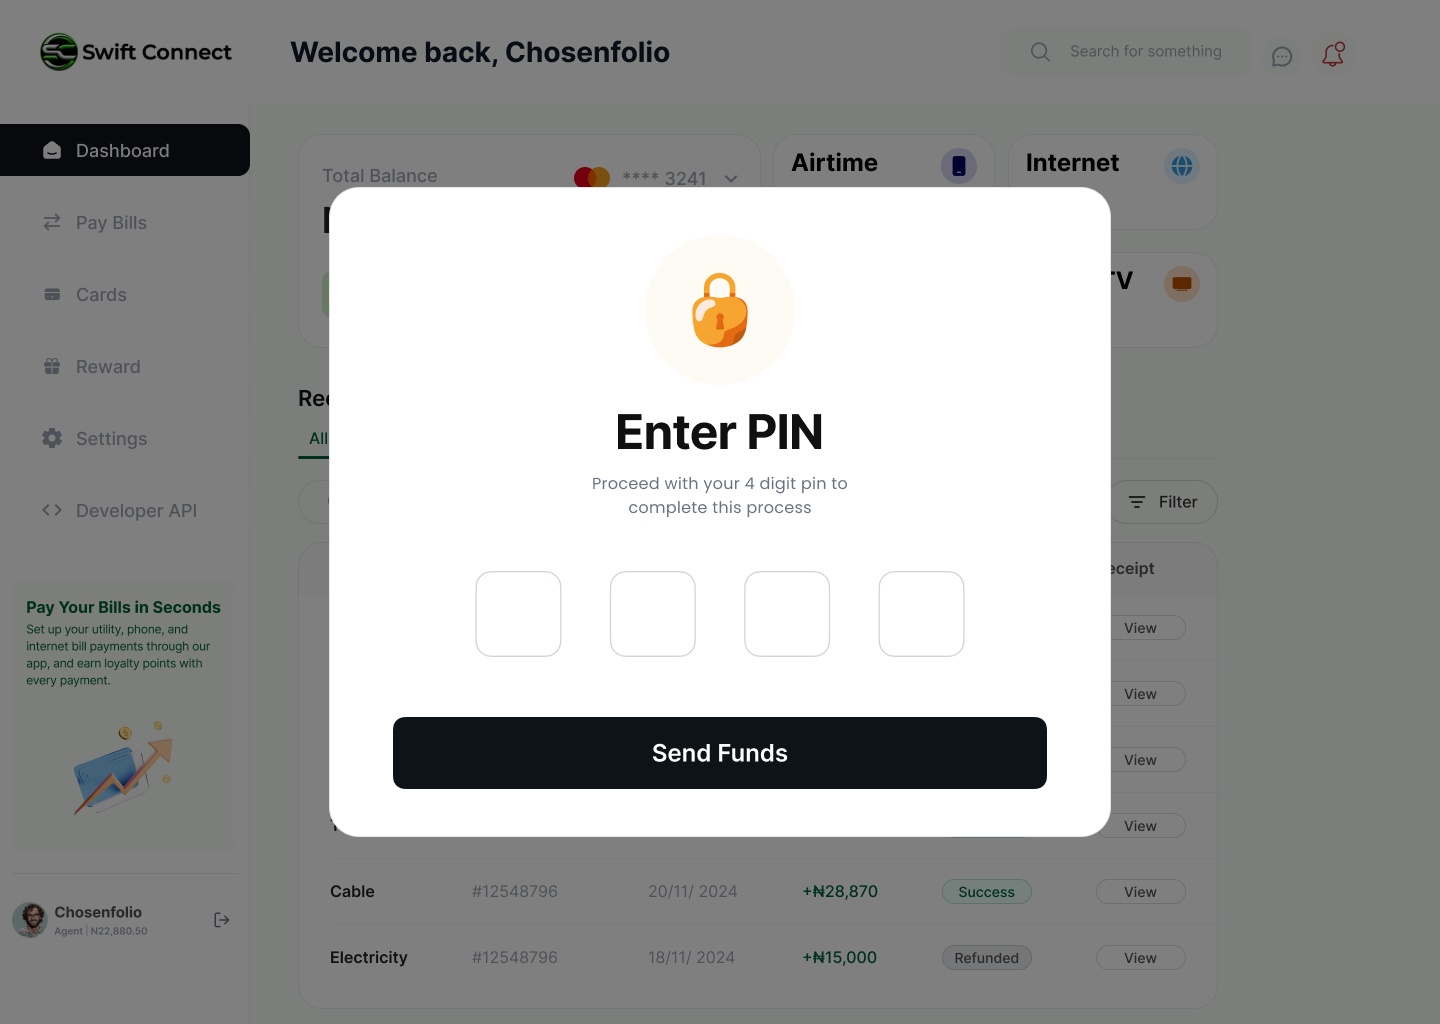 Swift Connect
Welcome back, Chosenfolio
Search for something
Dashboard
Pay Bills
Cards
Reward
Settings
Developer API
Pay Your Bills in Seconds
Set up your utility, phone, and
internet bill payments through our
app, and earn loyalty points with
every payment.
Chosenfolio
Agent | N22,880.50
Total Balance
**** 3241
Airtime
Internet
All
Filter
Enter PIN
Proceed with your 4 digit pin to
complete this process
Send Funds
View
View
View
View
Cable #12548796 20/11/ 2024 +₦28,870 Success View
Electricity #12548796 18/11/ 2024 +₦15,000 Refunded View